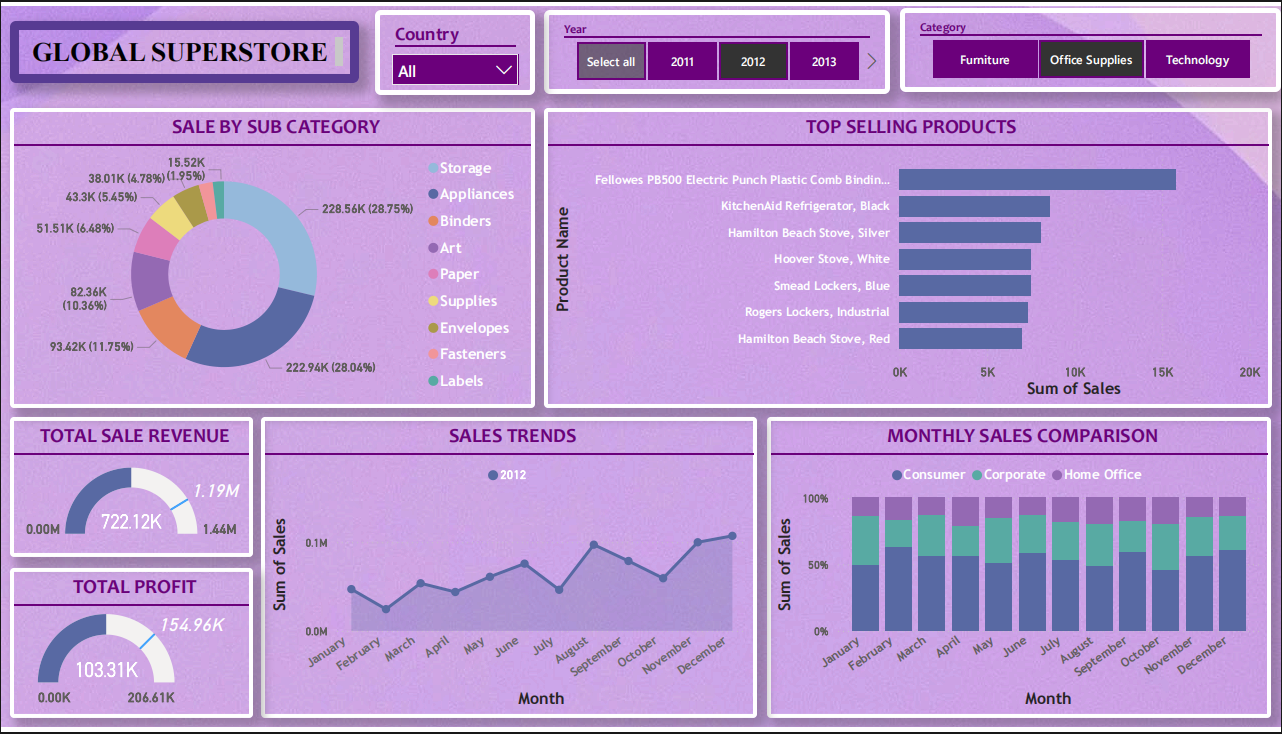 GLOBAL SUPERSTORE
Country
All
Year
Select all
2011
2012
2013
Category
Furniture
Office Supplies
Technology
SALE BY SUB CATEGORY
15.52K
(1.95%)
38.01K (4.78%)
43.3K (5.45%)
51.51K (6.48%)
82.36K
(10.36%)
93.42K (11.75%)
228.56K (28.75%)
222.94K (28.04%)
Storage
Appliances
Binders
Art
Paper
Supplies
Envelopes
Fasteners
Labels
TOP SELLING PRODUCTS
Product Name
Fellowes PB500 Electric Punch Plastic Comb Bindin...
KitchenAid Refrigerator, Black
Hamilton Beach Stove, Silver
Hoover Stove, White
Smead Lockers, Blue
Rogers Lockers, Industrial
Hamilton Beach Stove, Red
0K 5K 10K 15K 20K
Sum of Sales
TOTAL SALE REVENUE
1.19M
722.12K
0.00M
1.44M
TOTAL PROFIT
154.96K
103.31K
0.00K
206.61K
SALES TRENDS
2012
Sum of Sales
0.1M
0.0M
January February March April May June July August September October November December
Month
MONTHLY SALES COMPARISON
Consumer Corporate Home Office
Sum of Sales
100%
50%
0%
January February March April May June July August September October November December
Month